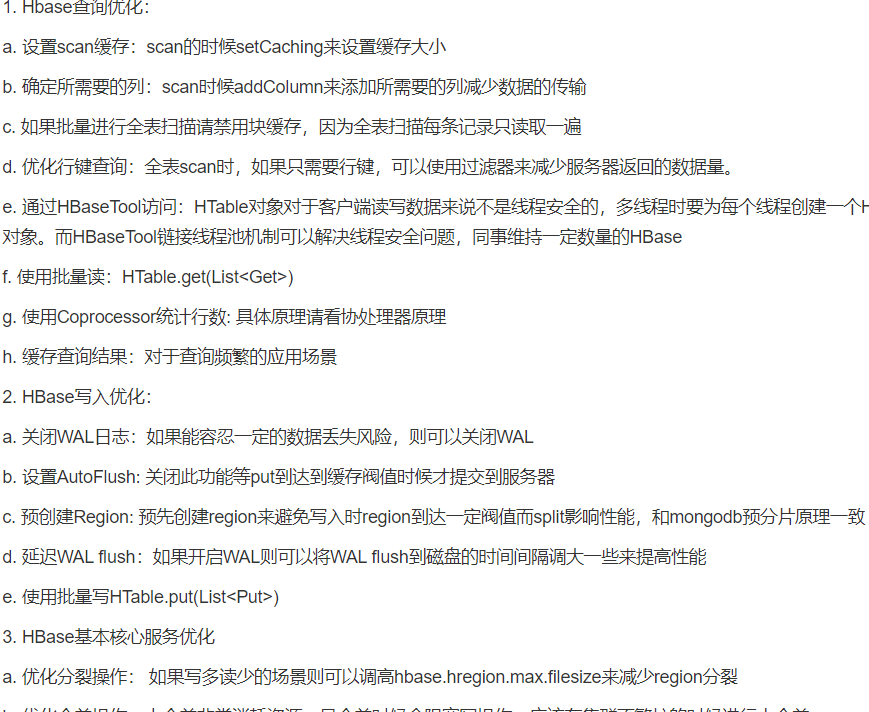 1. Hbase查询优化：
a. 设置scan缓存：scan的时候setCaching来设置缓存大小
b. 确定所需要的列：scan时候addColumn来添加所需要的列减少数据的传输
c. 如果批量进行全表扫描请禁用块缓存，因为全表扫描每条记录只读取一遍
d. 优化行键查询：全表scan时，如果只需要行键，可以使用过滤器来减少服务器返回的数据量。
e. 通过HBaseTool访问：HTable对象对于客户端读写数据来说不是线程安全的，多线程时要为每个线程创建一个H
对象。而HBaseTool链接线程池机制可以解决线程安全问题，同事维持一定数量的HBase
f. 使用批量读：HTable.get(List<Get>)
g. 使用Coprocessor统计行数: 具体原理请看协处理器原理
h. 缓存查询结果：对于查询频繁的应用场景
2. HBase写入优化：
a. 关闭WAL日志：如果能容忍一定的数据丢失风险，则可以关闭WAL
b. 设置AutoFlush: 关闭此功能等put到达到缓存阀值时候才提交到服务器
c. 预创建Region: 预先创建region来避免写入时region到达一定阀值而split影响性能，和mongodb预分片原理一致
d. 延迟WAL flush：如果开启WAL则可以将WAL flush到磁盘的时间间隔调大一些来提高性能
e. 使用批量写HTable.put(List<Put>)
3. HBase基本核心服务优化
a. 优化分裂操作： 如果写多读少的场景则可以调高hbase.hregion.max.filesize来减少region分裂